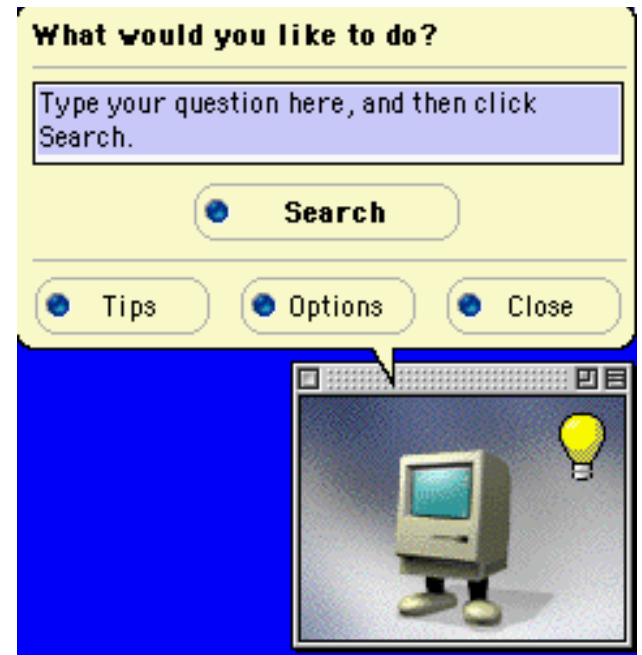 What would you like to do?
Type your question here, and then click
Search.
Search
Tips
Options
Close